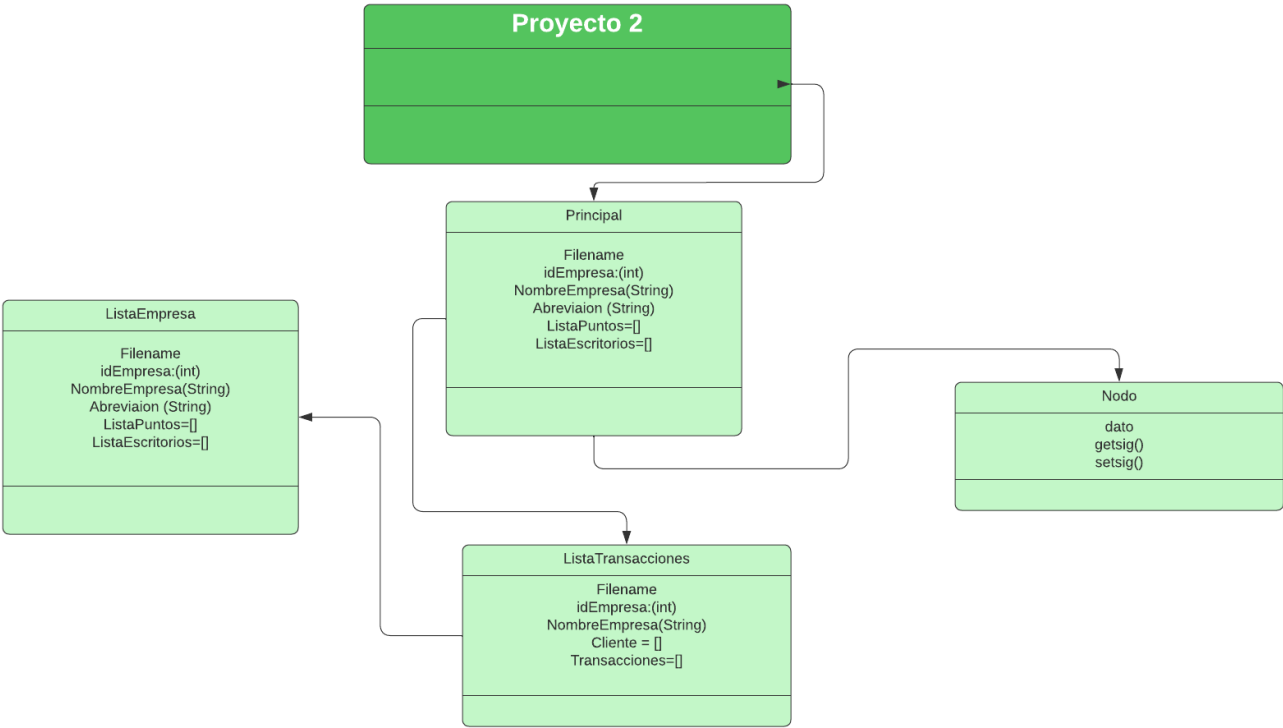 Proyecto 2
Principal
Filename
idEmpresa:(int)
NombreEmpresa(String)
Abreviaion (String)
ListaPuntos=[]
ListaEscritorios=[]
ListaEmpresa
Filename
idEmpresa:(int)
NombreEmpresa(String)
Abreviaion (String)
ListaPuntos=[]
ListaEscritorios=[]
Nodo
dato
getsig()
setsig()
ListaTransacciones
Filename
idEmpresa:(int)
NombreEmpresa(String)
Cliente = []
Transacciones=[]